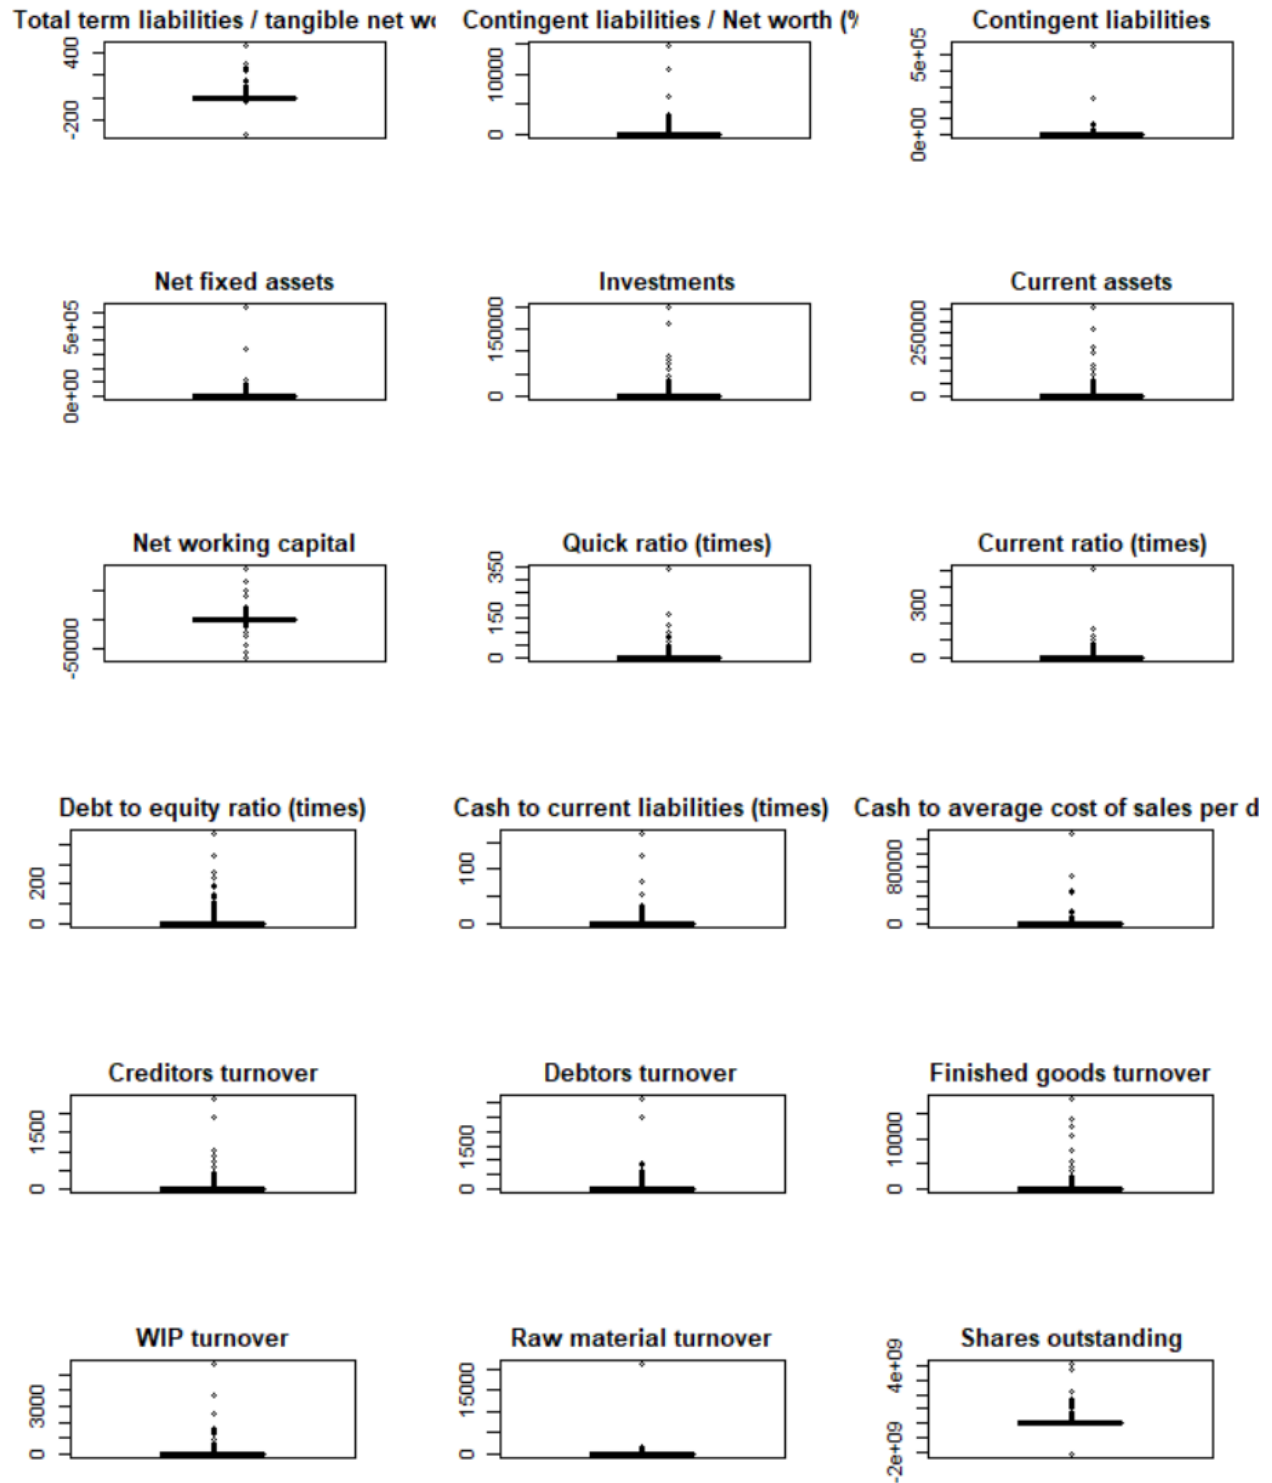 Total term liabilities / tangible net wo
Contingent liabilities / Net worth (%
Contingent liabilities
400
-200
10000
0
5e+05
0e+00
Net fixed assets
Investments
Current assets
5e+05
0e+00
150000
0
250000
0
Net working capital
Quick ratio (times)
Current ratio (times)
-50000
350
150
0
300
0
Debt to equity ratio (times)
Cash to current liabilities (times)
Cash to average cost of sales per d
200
0
100
0
80000
0
Creditors turnover
Debtors turnover
Finished goods turnover
1500
0
1500
0
10000
0
WIP turnover
Raw material turnover
Shares outstanding
3000
0
15000
0
4e+09
-2e+09